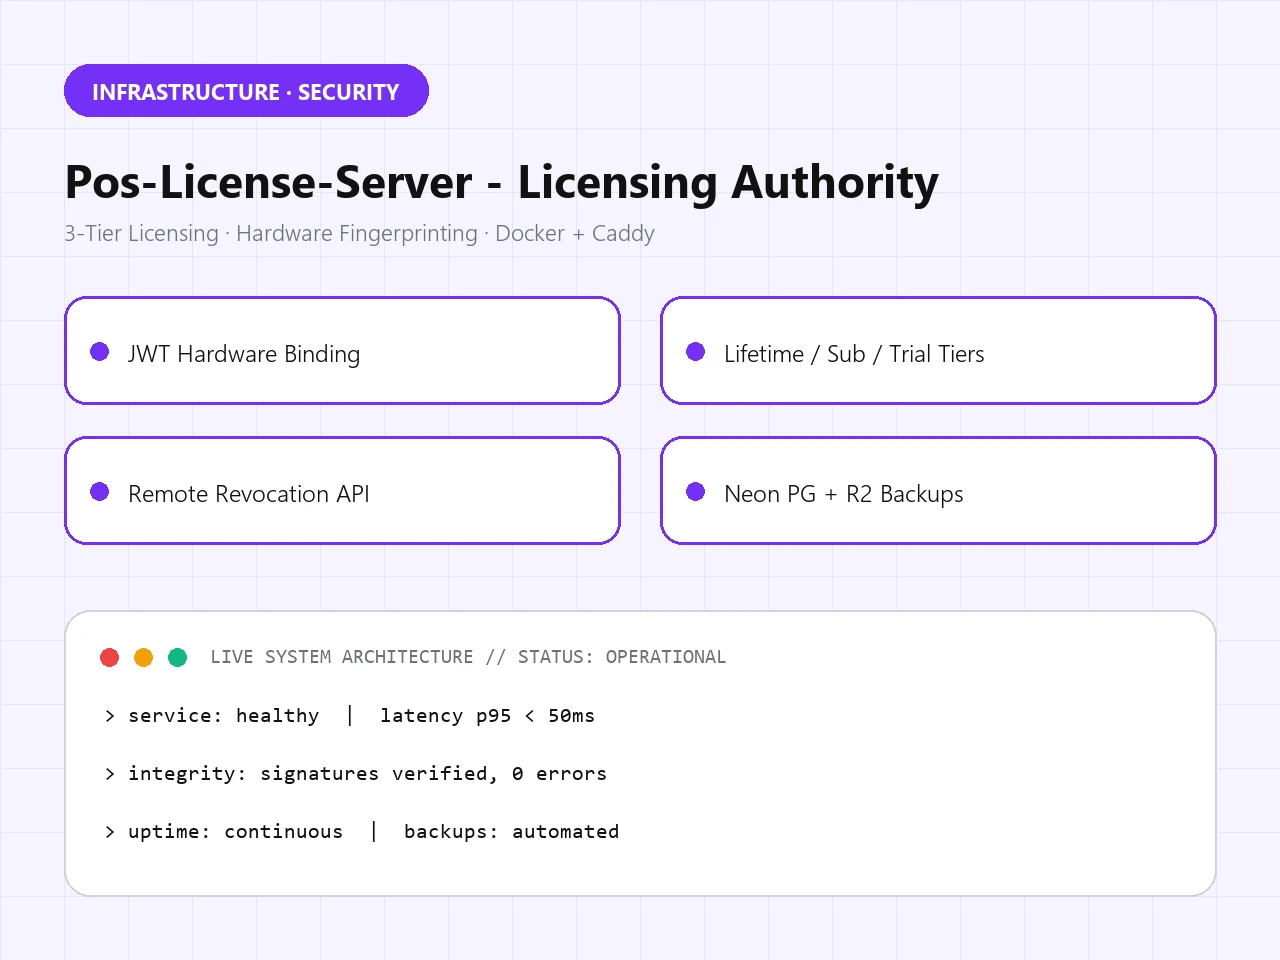 INFRASTRUCTURE · SECURITY
Pos-License-Server - Licensing Authority
3-Tier Licensing · Hardware Fingerprinting · Docker + Caddy
JWT Hardware Binding
Lifetime / Sub / Trial Tiers
Remote Revocation API
Neon PG + R2 Backups
LIVE SYSTEM ARCHITECTURE // STATUS: OPERATIONAL
> service: healthy | latency p95 < 50ms
> integrity: signatures verified, 0 errors
> uptime: continuous | backups: automated